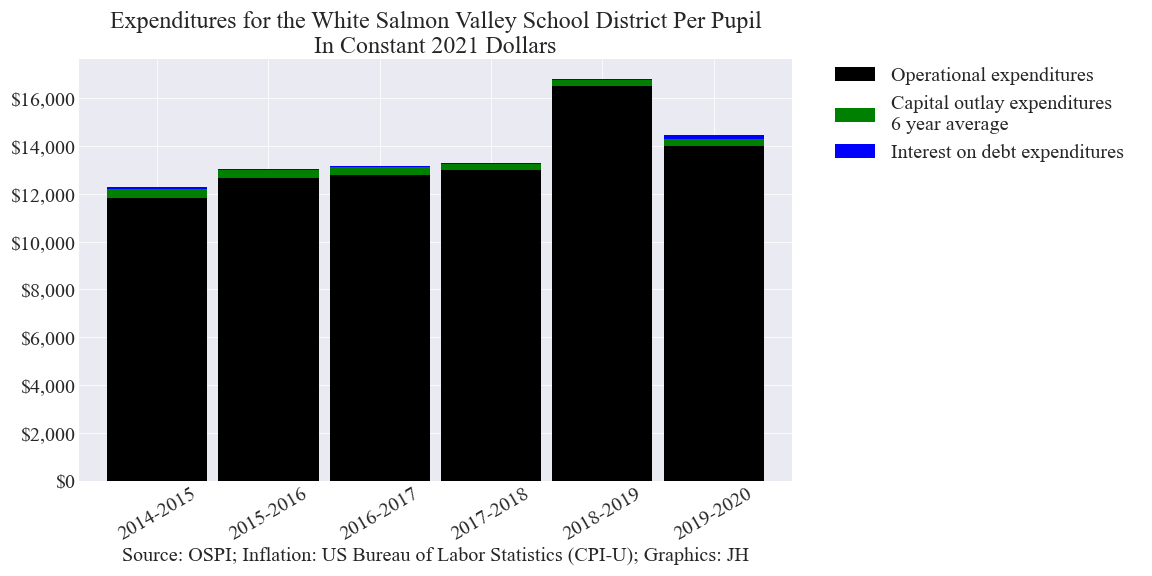 Expenditures for the White Salmon Valley School District Per Pupil
In Constant 2021 Dollars
$16,000
$14,000
$12,000
$10,000
$8,000
$6,000
$4,000
$2,000
$0
2014-2015
2015-2016
2016-2017
2017-2018
2018-2019
2019-2020
Source: OSPI; Inflation: US Bureau of Labor Statistics (CPI-U); Graphics: JH
Operational expenditures
Capital outlay expenditures
6 year average
Interest on debt expenditures